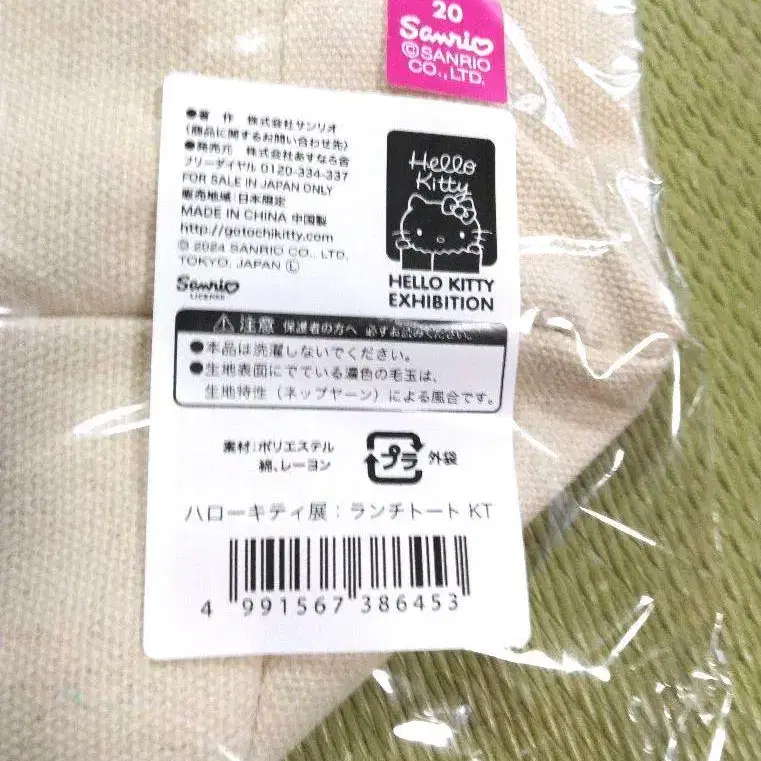 20
Sanrio
©SANRIO
CO., LTD.
●著 作 株式会社サンリオ
(商品に関するお問い合わせ先)
●発売元 株式会社あすなろ舎
フリーダイヤル 0120-334-337
FOR SALE IN JAPAN ONLY
販売地域:日本限定
MADE IN CHINA 中国製
http://gotochikitty.com
© 2024 SANRIO CO., LTD.
TOKYO, JAPAN Ⓛ
Sanrio
LICENSE
Hello
Kitty
HELLO KITTY
EXHIBITION
注意 保護者の方へ 必ずお読みください。
●本品は洗濯しないでください。
●生地表面にでている濃色の毛玉は、
生地特性(ネップヤーン)による風合です。
素材:ポリエステル
綿、レーヨン
プラ 外袋
ハローキティ展:ランチトート KT
4 991567 386453